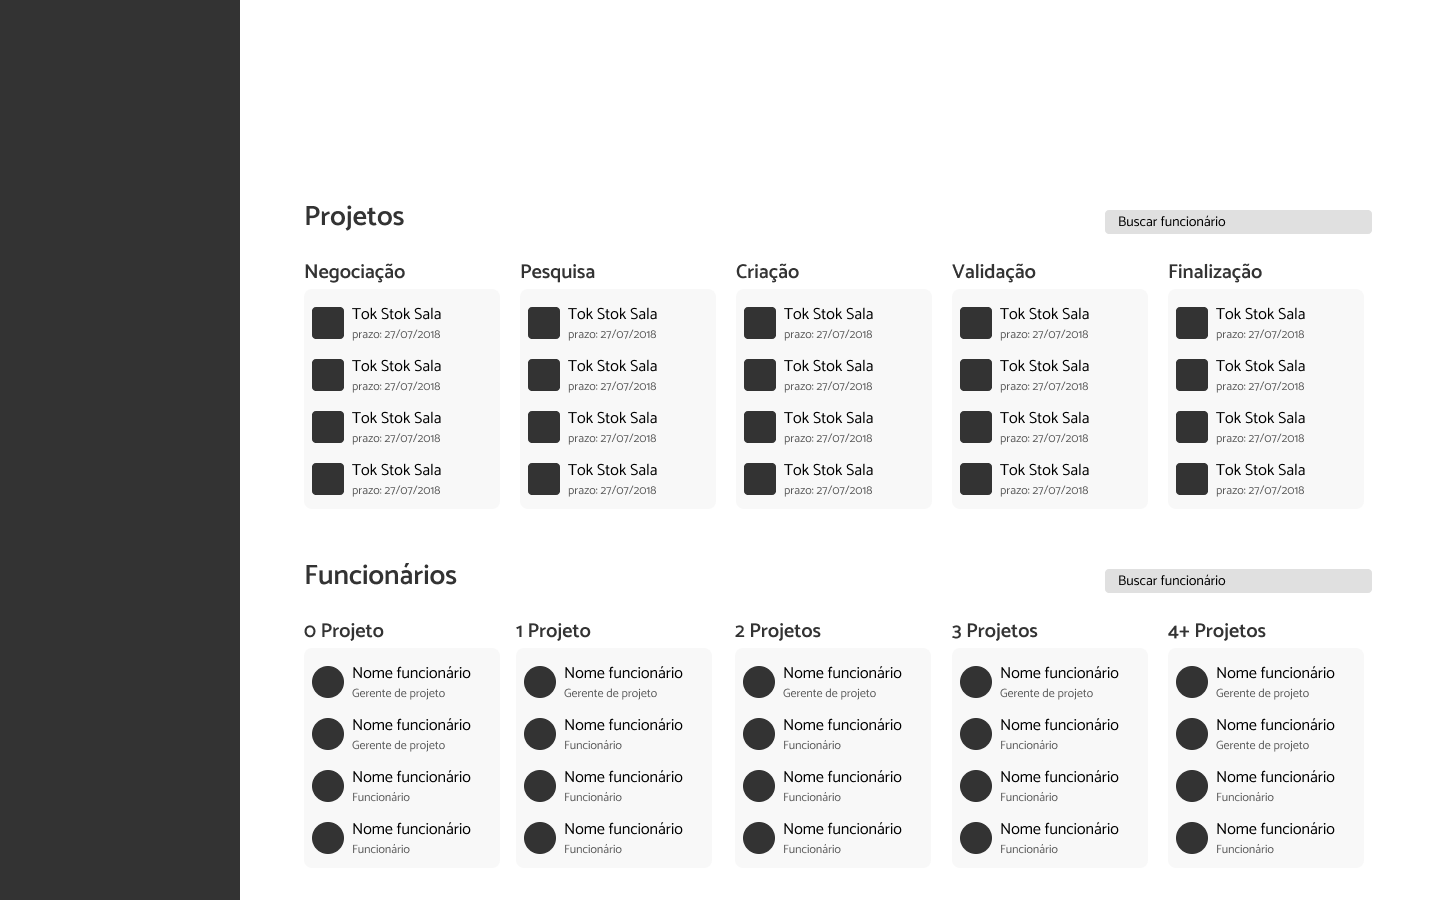 Projetos
Buscar funcionário
Negociação
Tok Stok Sala
prazo: 27/07/2018
Tok Stok Sala
prazo: 27/07/2018
Tok Stok Sala
prazo: 27/07/2018
Tok Stok Sala
prazo: 27/07/2018
Pesquisa
Tok Stok Sala
prazo: 27/07/2018
Tok Stok Sala
prazo: 27/07/2018
Tok Stok Sala
prazo: 27/07/2018
Tok Stok Sala
prazo: 27/07/2018
Criação
Tok Stok Sala
prazo: 27/07/2018
Tok Stok Sala
prazo: 27/07/2018
Tok Stok Sala
prazo: 27/07/2018
Tok Stok Sala
prazo: 27/07/2018
Validação
Tok Stok Sala
prazo: 27/07/2018
Tok Stok Sala
prazo: 27/07/2018
Tok Stok Sala
prazo: 27/07/2018
Tok Stok Sala
prazo: 27/07/2018
Finalização
Tok Stok Sala
prazo: 27/07/2018
Tok Stok Sala
prazo: 27/07/2018
Tok Stok Sala
prazo: 27/07/2018
Tok Stok Sala
prazo: 27/07/2018
Funcionários
Buscar funcionário
0 Projeto
Nome funcionário
Gerente de projeto
Nome funcionário
Gerente de projeto
Nome funcionário
Funcionário
Nome funcionário
Funcionário
1 Projeto
Nome funcionário
Gerente de projeto
Nome funcionário
Funcionário
Nome funcionário
Funcionário
Nome funcionário
Funcionário
2 Projetos
Nome funcionário
Gerente de projeto
Nome funcionário
Funcionário
Nome funcionário
Funcionário
Nome funcionário
Funcionário
3 Projetos
Nome funcionário
Gerente de projeto
Nome funcionário
Funcionário
Nome funcionário
Funcionário
Nome funcionário
Funcionário
4+ Projetos
Nome funcionário
Gerente de projeto
Nome funcionário
Gerente de projeto
Nome funcionário
Funcionário
Nome funcionário
Funcionário